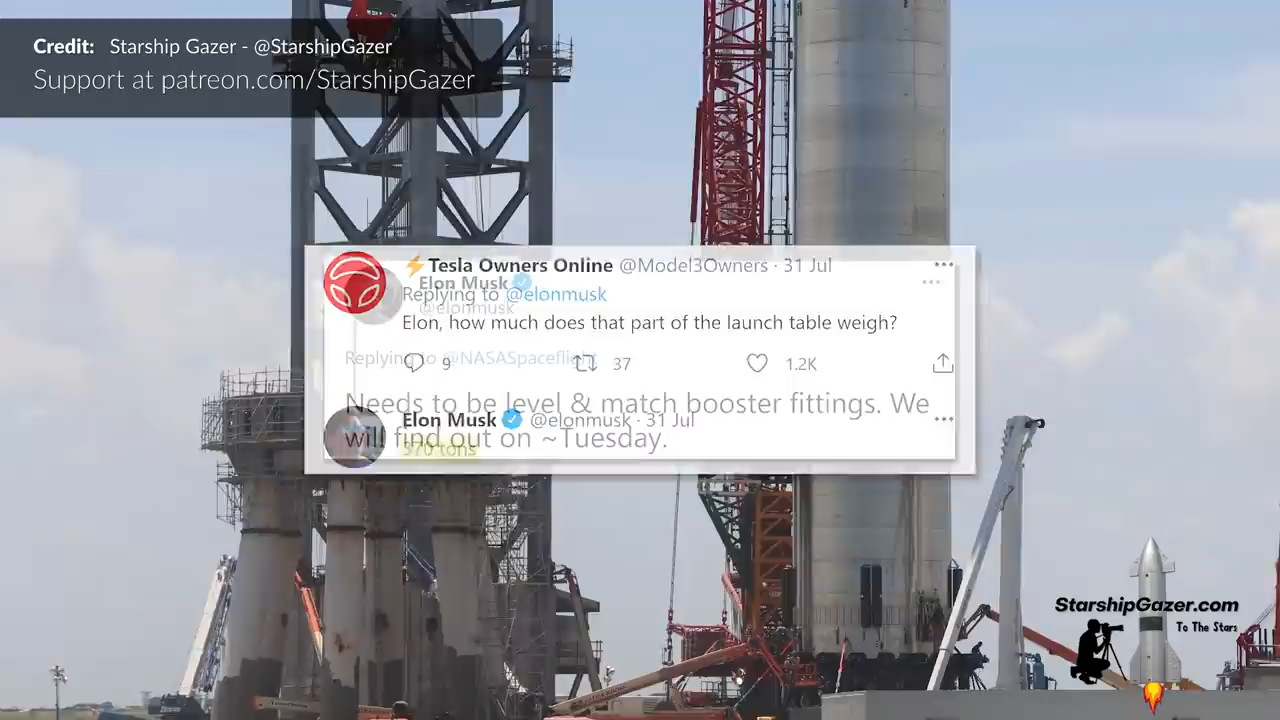 Credit: Starship Gazer - @StarshipGazer
Support at patreon.com/StarshipGazer
⚡Tesla Owners Online @Model3Owners · 31 Jul
Elon Musk
@elonmusk
Replying to @elonmusk
Elon, how much does that part of the launch table weigh?
Replying to @NASASpaceflight
9 37 1.2K
Needs to be level & match booster fittings. We
will find out on ~Tuesday.
Elon Musk @elonmusk · 31 Jul
370 tons
StarshipGazer.com
To The Stars